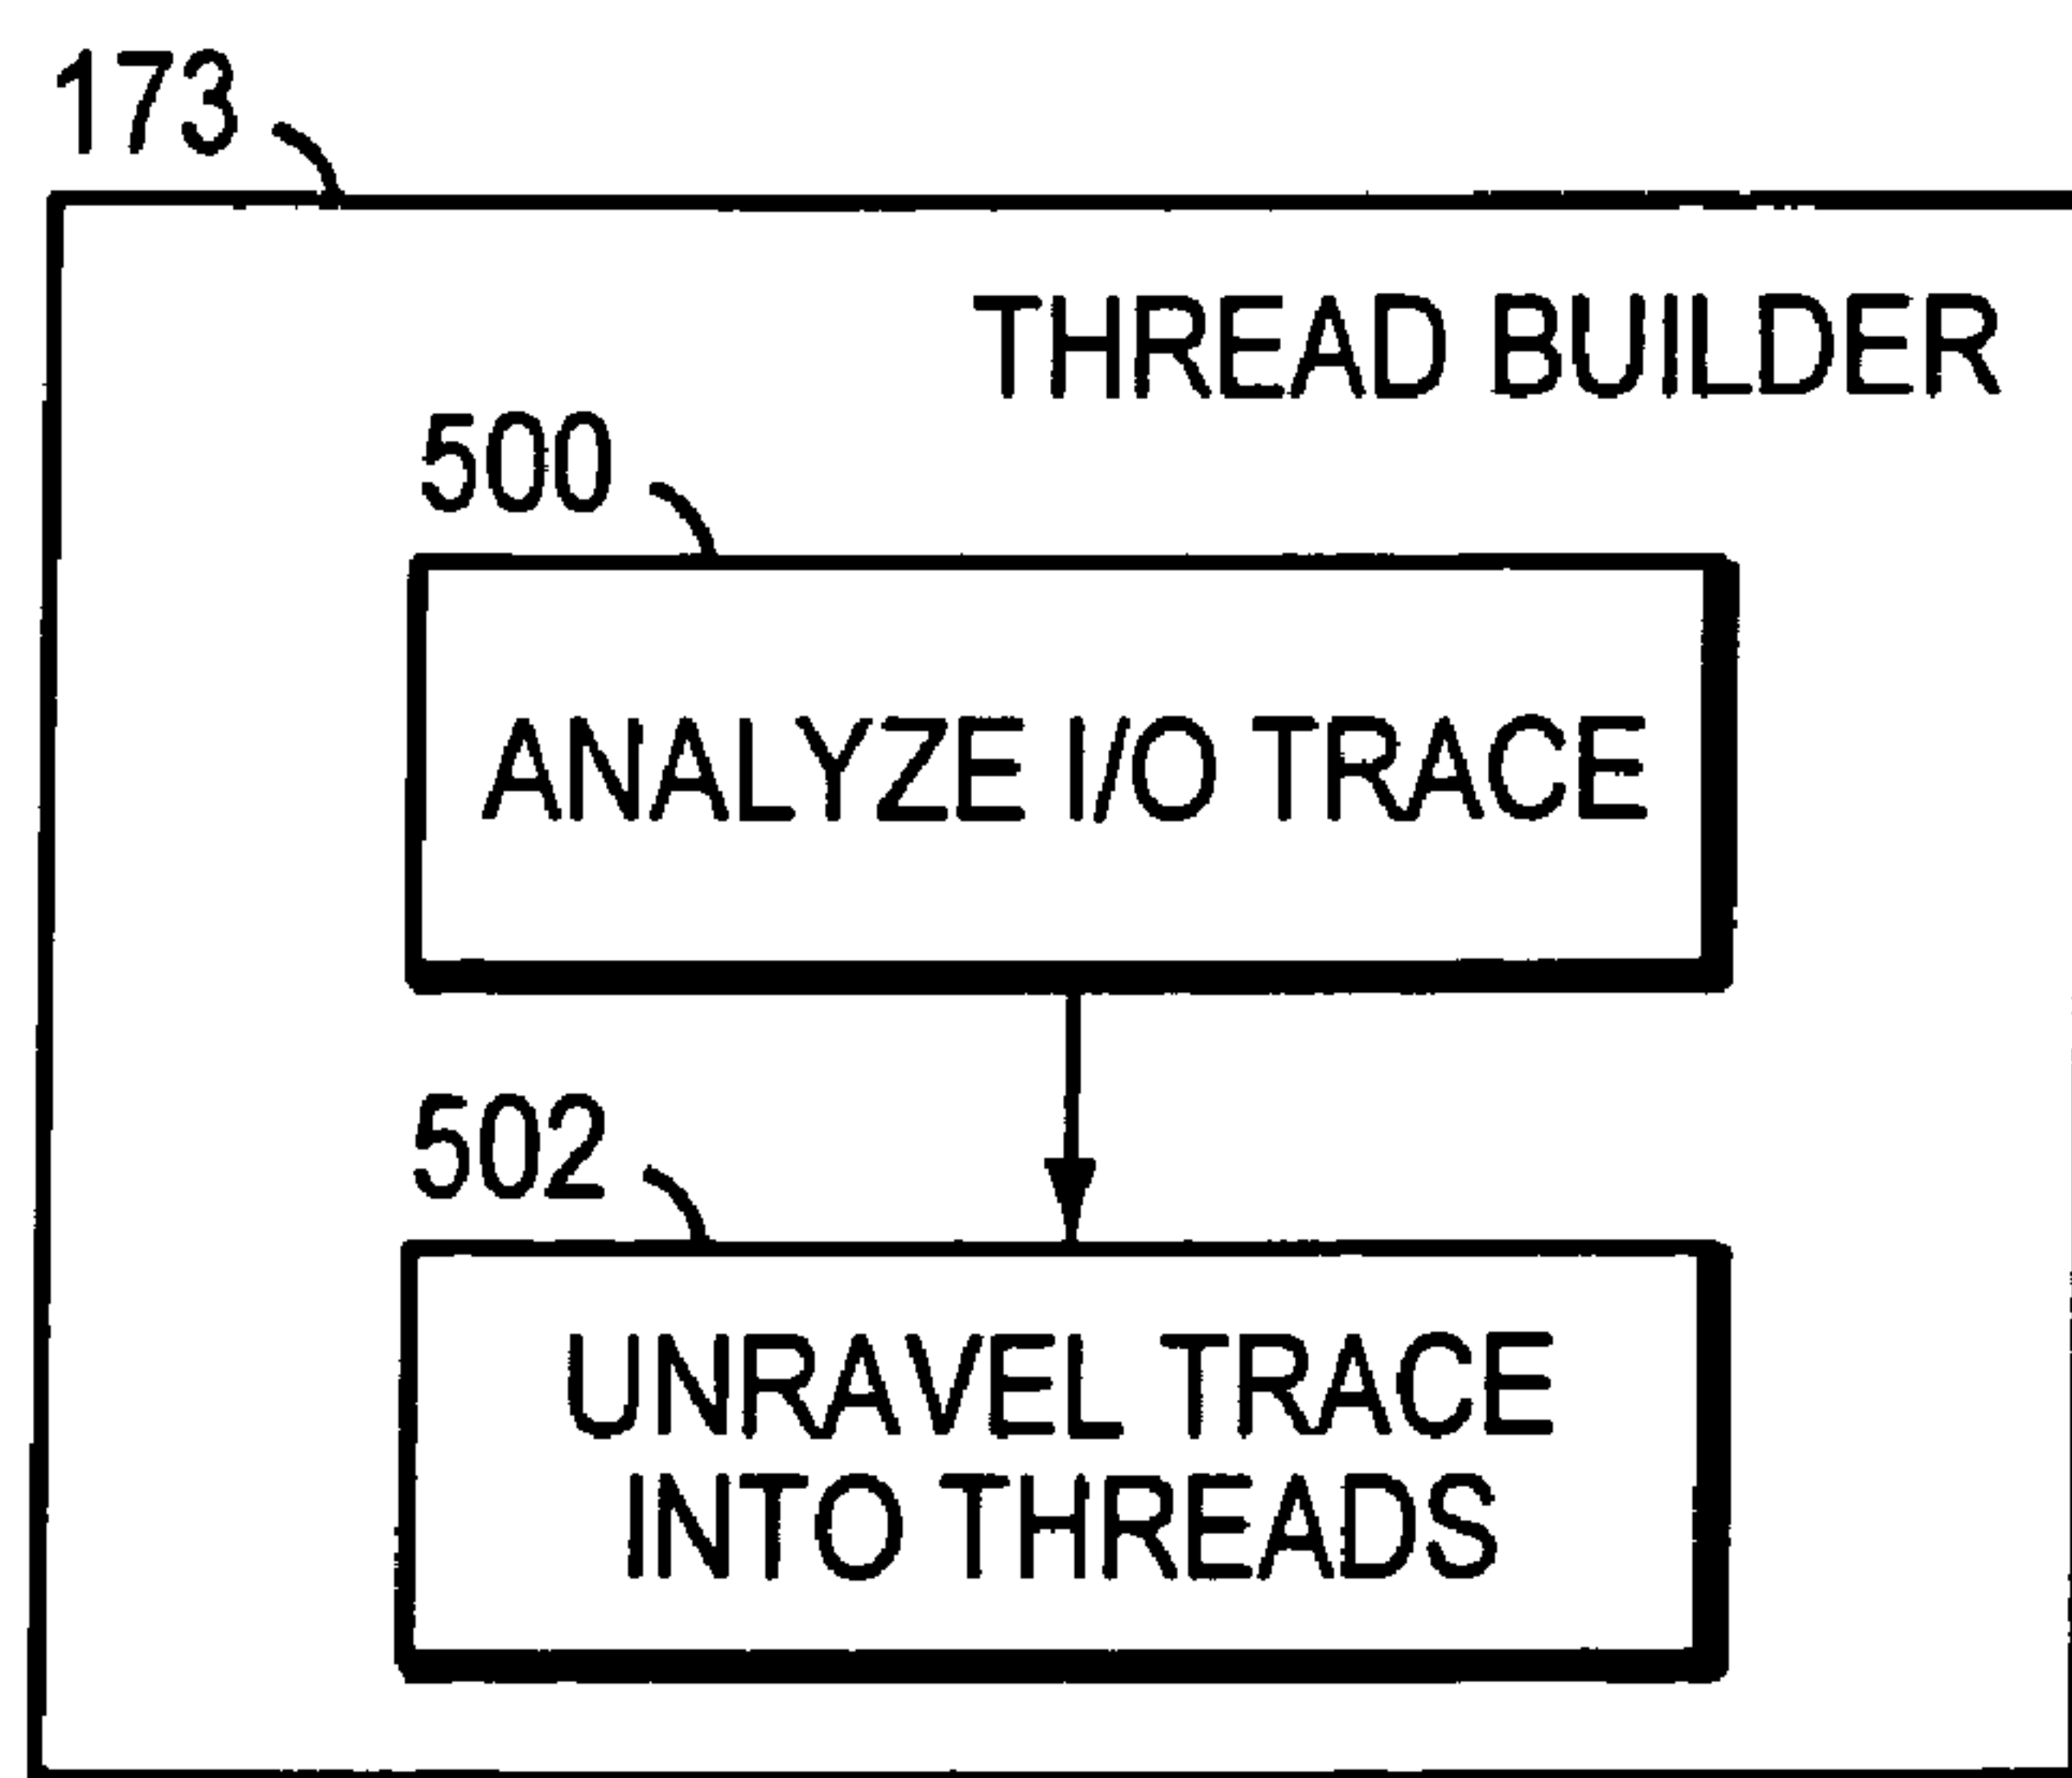 173
THREAD BUILDER
500
ANALYZE I/O TRACE
502
UNRAVEL TRACE
INTO THREADS